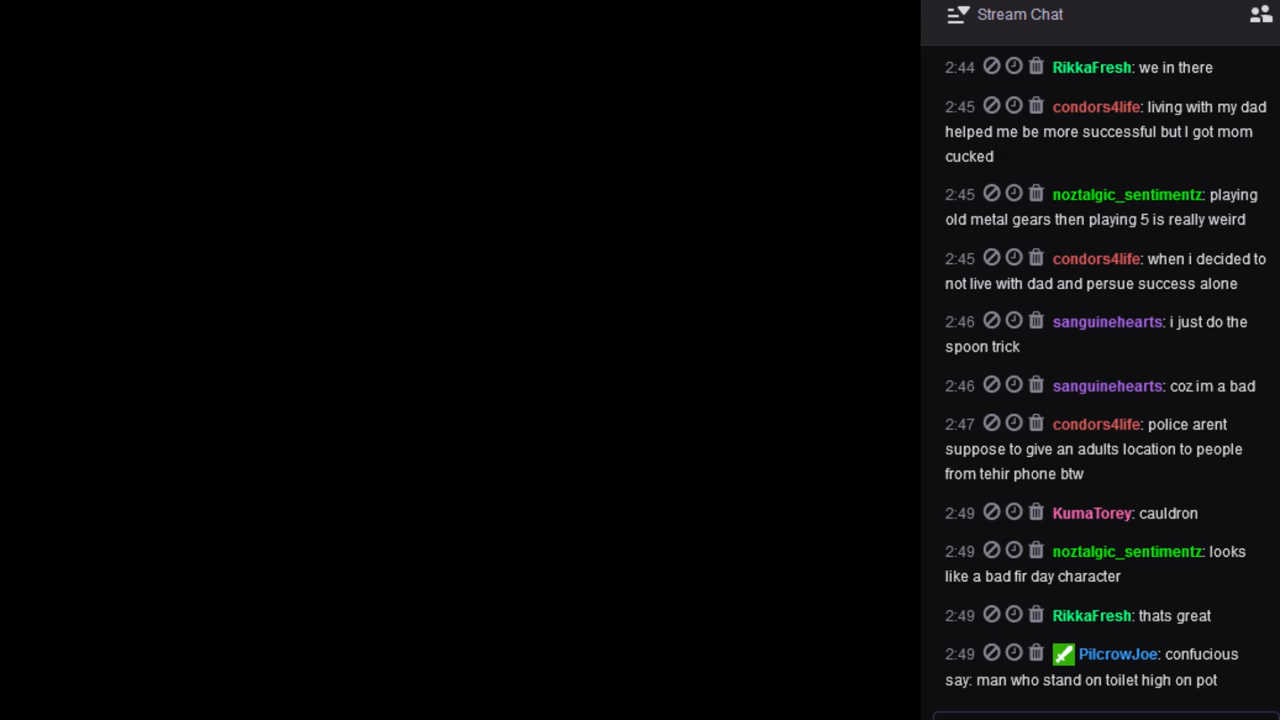 Stream Chat
2:44 RikkaFresh: we in there
2:45 condors4life: living with my dad
helped me be more successful but I got mom
cucked
2:45 noztalgic_sentimentz: playing
old metal gears then playing 5 is really weird
2:45 condors4life: when i decided to
not live with dad and persue success alone
2:46 sanguinehearts: i just do the
spoon trick
2:46 sanguinehearts: coz im a bad
2:47 condors4life: police arent
suppose to give an adults location to people
from tehir phone btw
2:49 KumaTorey: cauldron
2:49 noztalgic_sentimentz: looks
like a bad fir day character
2:49 RikkaFresh: thats great
2:49 PilcrowJoe: confucious
say: man who stand on toilet high on pot